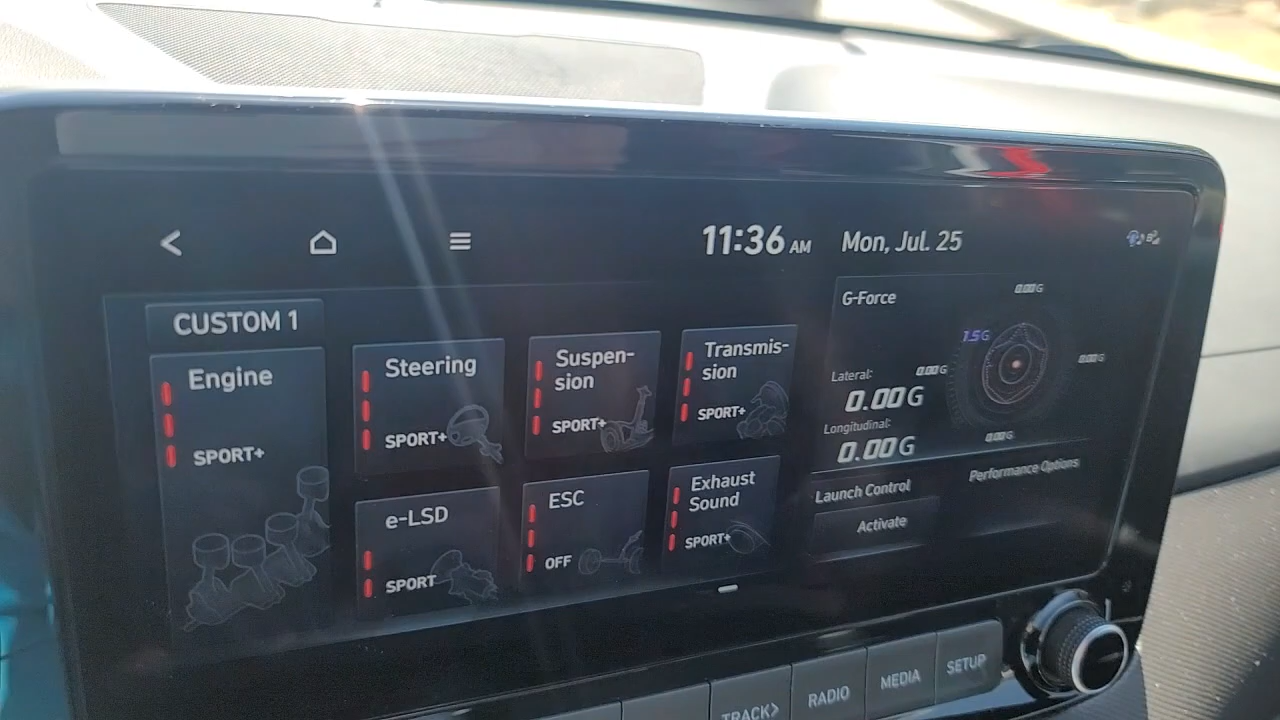 11:36 AM
Mon, Jul. 25
CUSTOM 1
Engine
SPORT+
Steering
SPORT+
Suspen-
sion
SPORT+
Transmis-
sion
SPORT+
e-LSD
SPORT
ESC
OFF
Exhaust
Sound
SPORT+
G-Force
0.00 G
1.5G
0.00 G
0.00 G
Lateral:
0.00 G
Longitudinal:
0.00 G
0.00 G
Launch Control
Activate
Performance Options
TRACK>
RADIO
MEDIA
SETUP